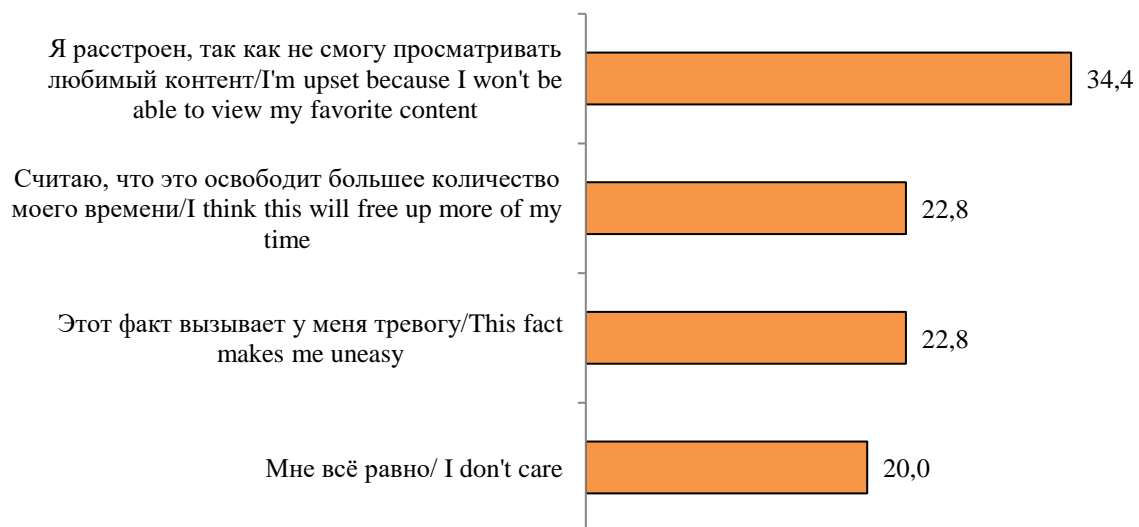 Я расстроен, так как не смогу просматривать
любимый контент/I'm upset because I won't be
able to view my favorite content
34,4
Считаю, что это освободит большее количество
моего времени/I think this will free up more of my
time
22,8
Этот факт вызывает у меня тревогу/This fact
makes me uneasy
22,8
Мне всё равно/ I don't care
20,0